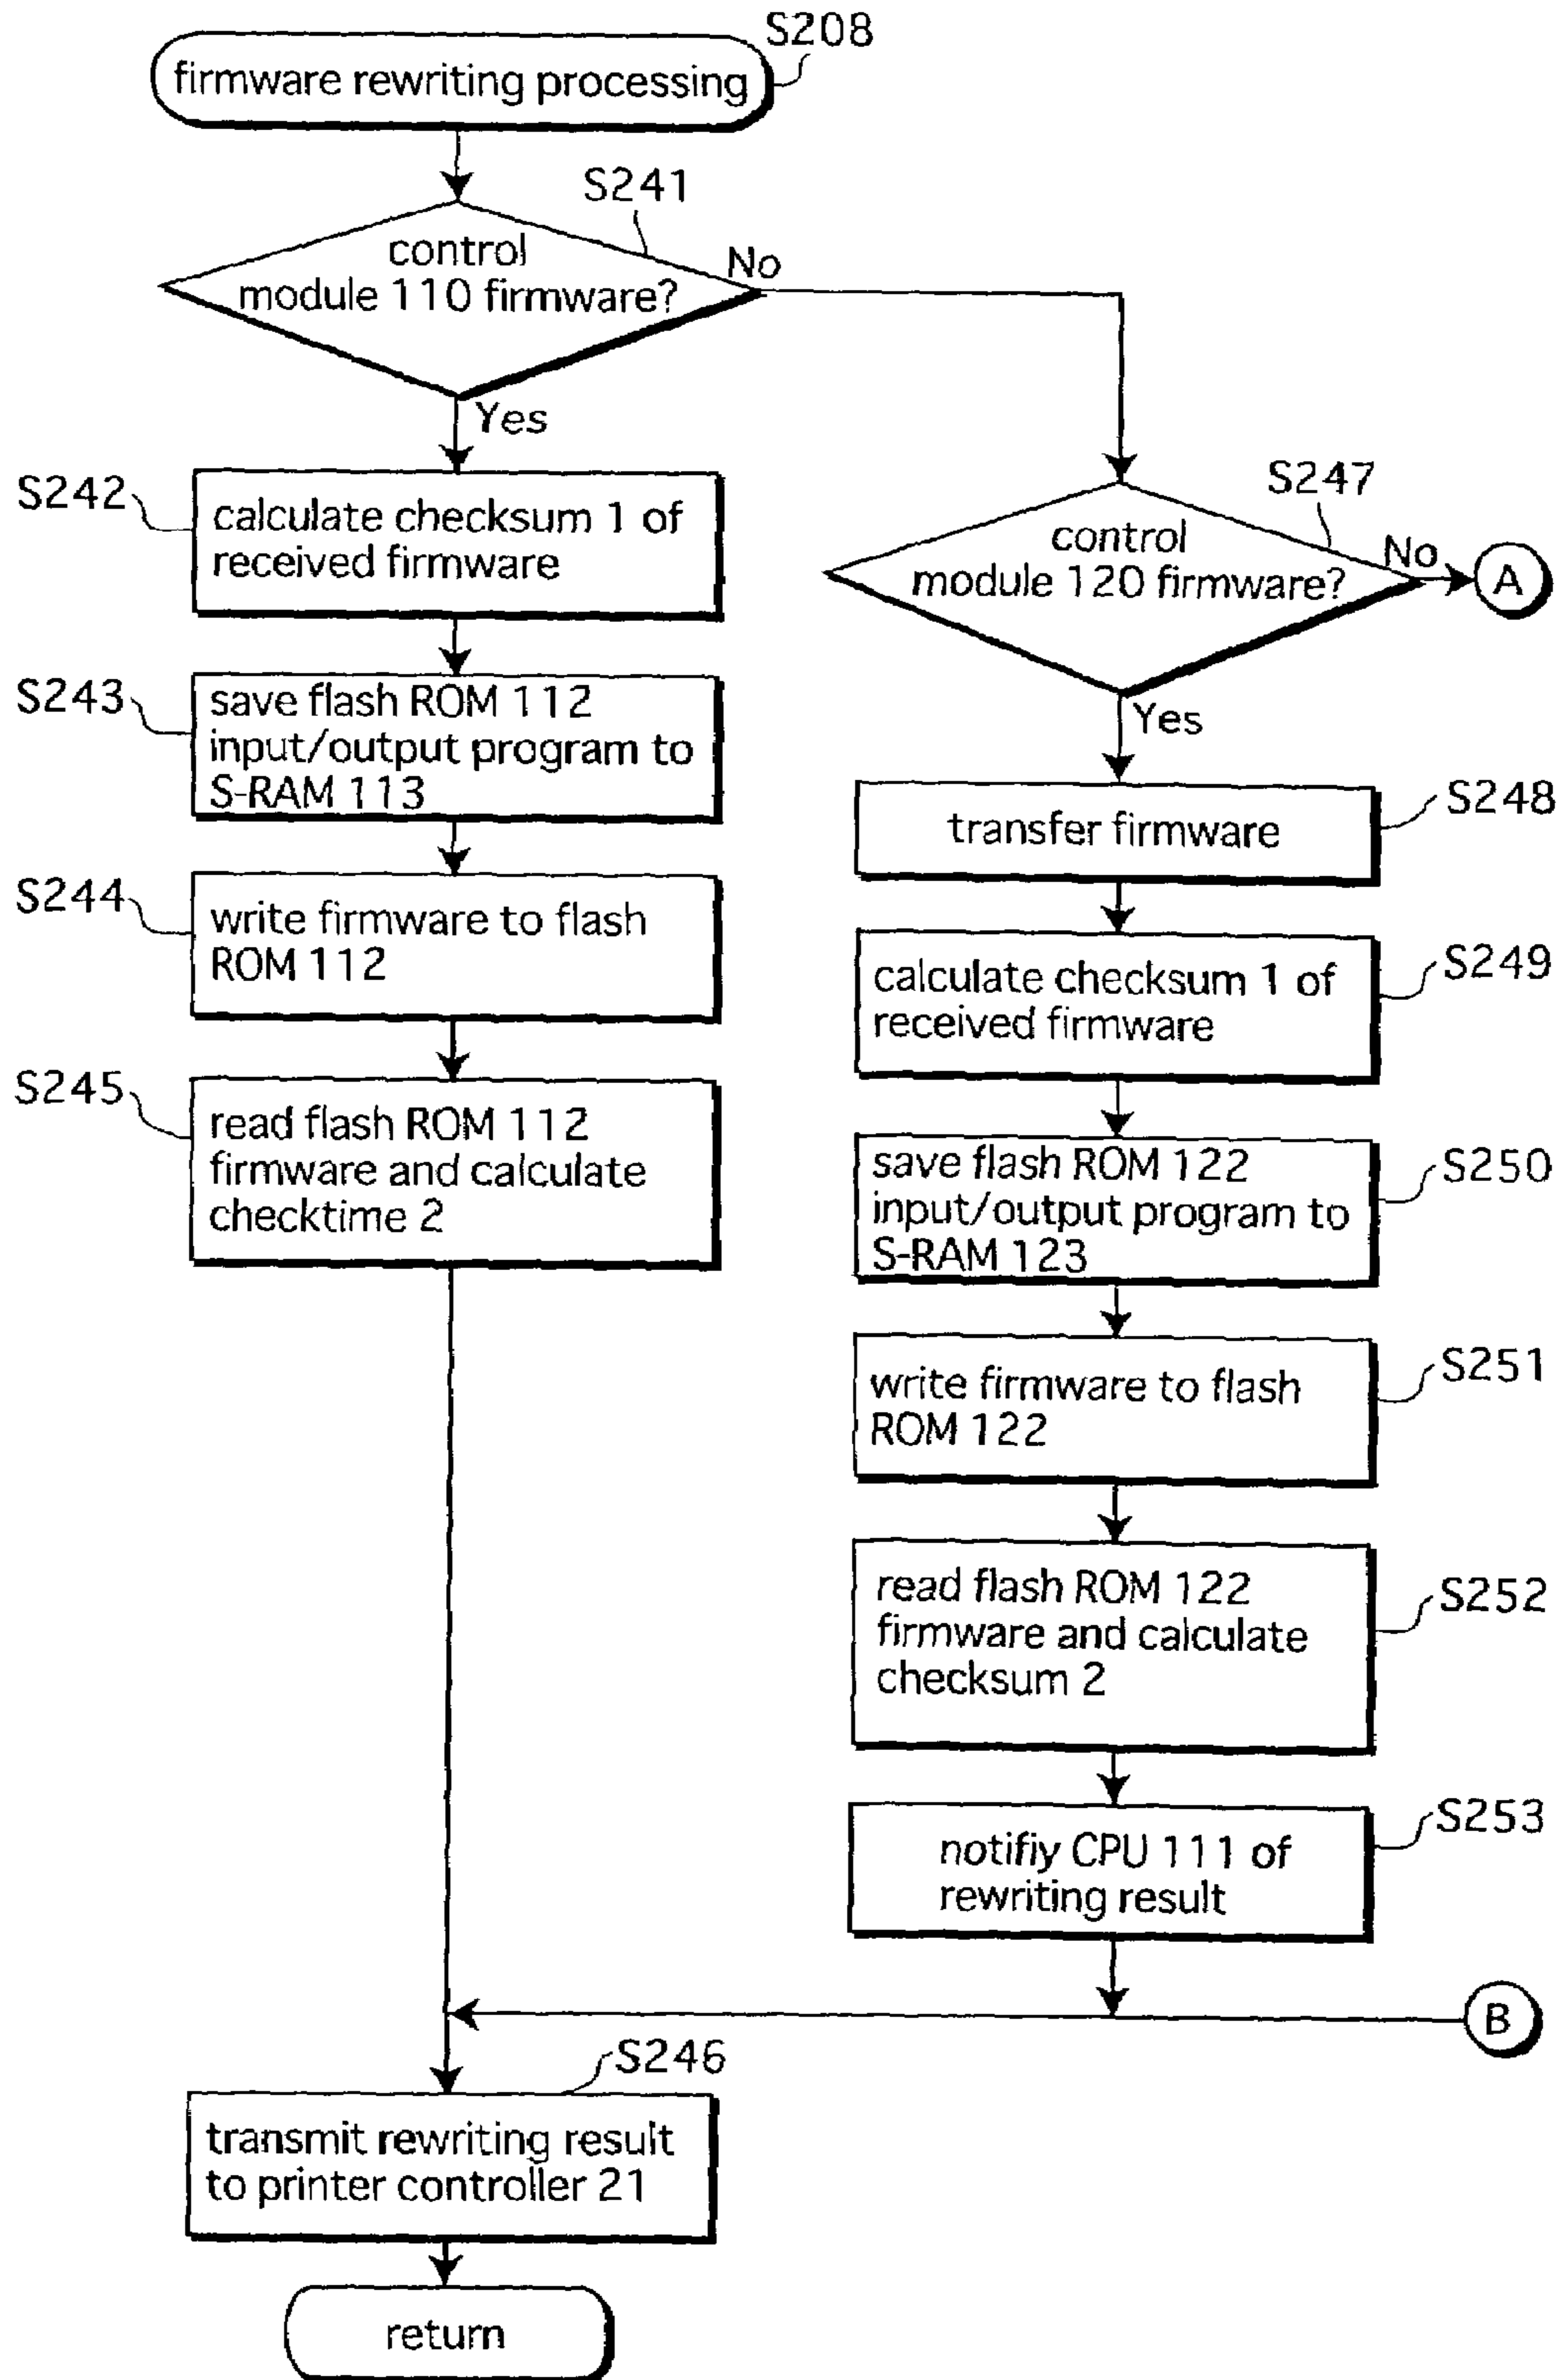 S208
firmware rewriting processing
S241
control
module 110 firmware?
No
Yes
S242
calculate checksum 1 of
received firmware
S243
save flash ROM 112
input/output program to
S-RAM 113
S244
write firmware to flash
ROM 112
S245
read flash ROM 112
firmware and calculate
checktime 2
S247
control
module 120 firmware?
No
A
Yes
S248
transfer firmware
S249
calculate checksum 1 of
received firmware
S250
save flash ROM 122
input/output program to
S-RAM 123
S251
write firmware to flash
ROM 122
S252
read flash ROM 122
firmware and calculate
checksum 2
S253
notifiy CPU 111 of
rewriting result
B
S246
transmit rewriting result
to printer controller 21
return